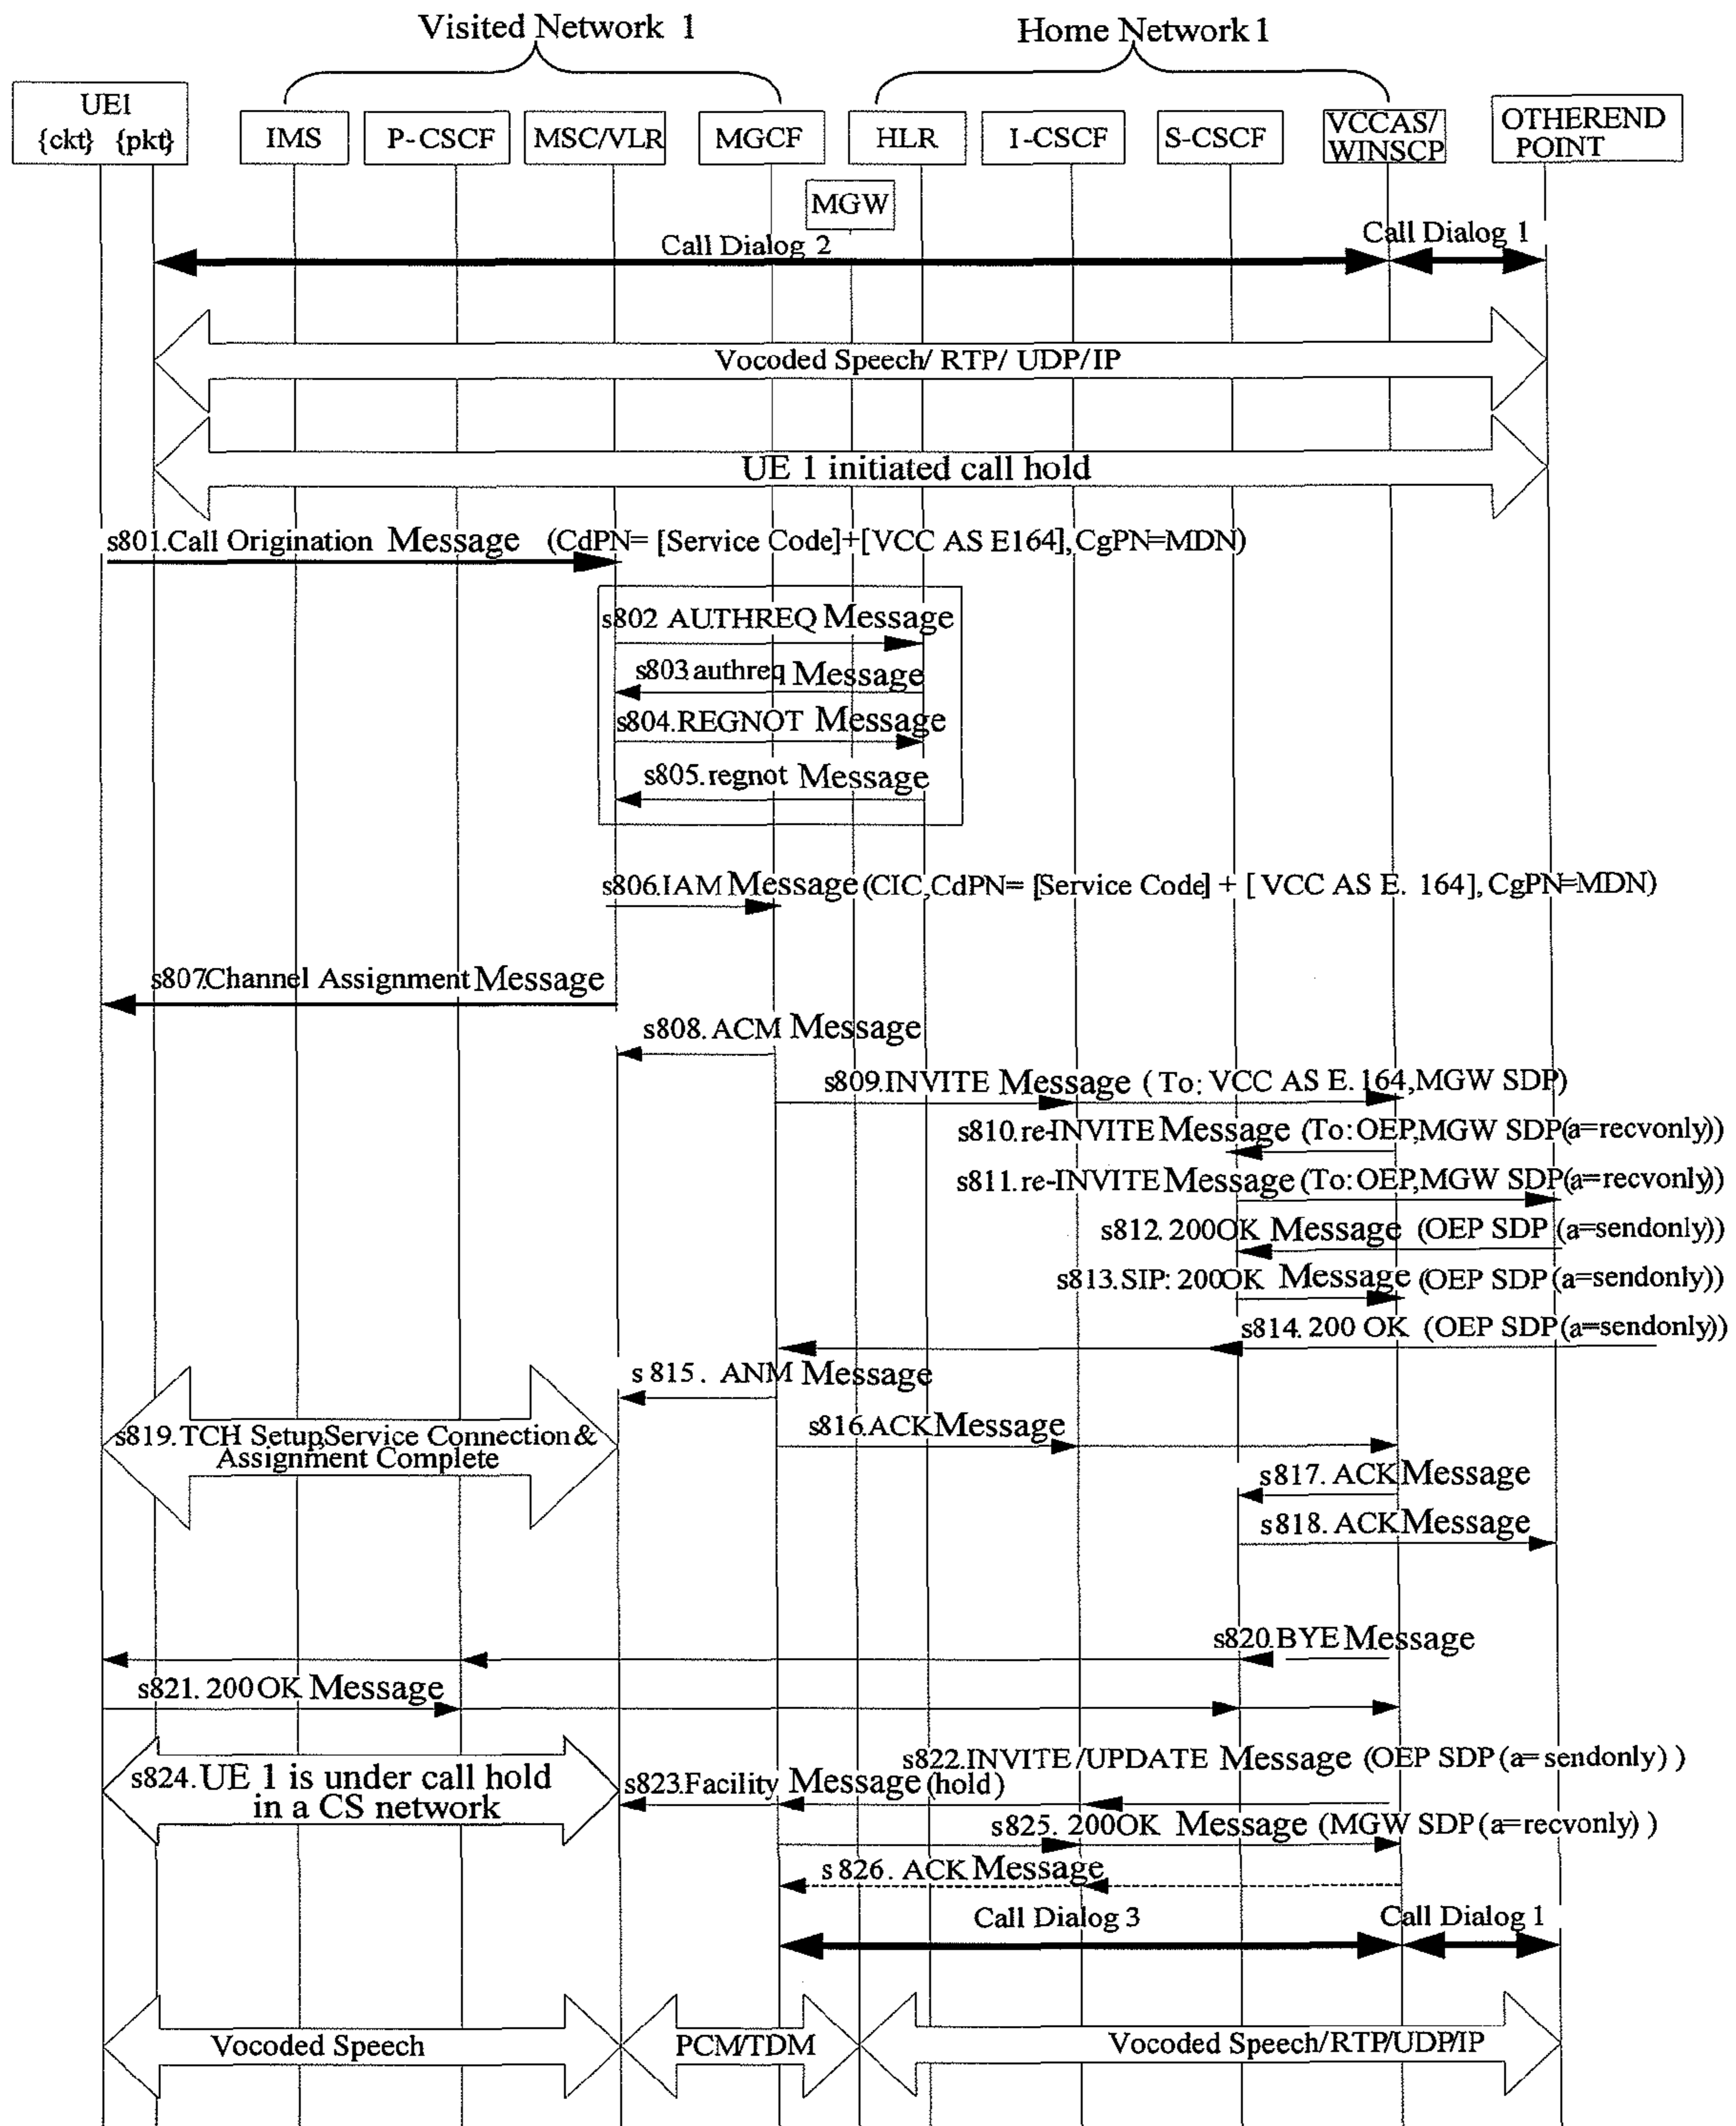 Visited Network 1
Home Network 1
UE1
{ckt} {pkt}
IMS
P-CSCF
MSC/VLR
MGCF
HLR
I-CSCF
S-CSCF
VCCAS/
WINSCP
OTHEREND
POINT
MGW
Call Dialog 2
Call Dialog 1
Vocoded Speech/ RTP/ UDP/IP
UE 1 initiated call hold
s801.Call Origination Message (CdPN= [Service Code]+[VCC AS E164], CgPN=MDN)
s802 AUTHREQ Message
s803.authreq Message
s804.REGNOT Message
s805.regnot Message
s806.IAM Message (CIC,CdPN= [Service Code] + [ VCC AS E. 164], CgPN=MDN)
s807.Channel Assignment Message
s808. ACM Message
s809.INVITE Message ( To: VCC AS E. 164,MGW SDP)
s810.re-INVITE Message (To:OEP,MGW SDP(a=recvonly))
s811.re-INVITE Message (To:OEP,MGW SDP(a=recvonly))
s812. 200OK Message (OEP SDP (a=sendonly))
s813.SIP: 200OK Message (OEP SDP (a=sendonly))
s814. 200 OK (OEP SDP (a=sendonly))
s 815 . ANM Message
s816.ACK Message
s819.TCH Setup,Service Connection &
Assignment Complete
s817. ACK Message
s818. ACK Message
s820.BYE Message
s821. 200 OK Message
s822.INVITE /UPDATE Message (OEP SDP (a= sendonly) )
s824.UE 1 is under call hold
in a CS network
s823.Facility Message (hold)
s825. 200OK Message (MGW SDP (a=recvonly) )
s 826. ACK Message
Call Dialog 3
Call Dialog 1
Vocoded Speech
PCM/TDM
Vocoded Speech/RTP/UDP/IP